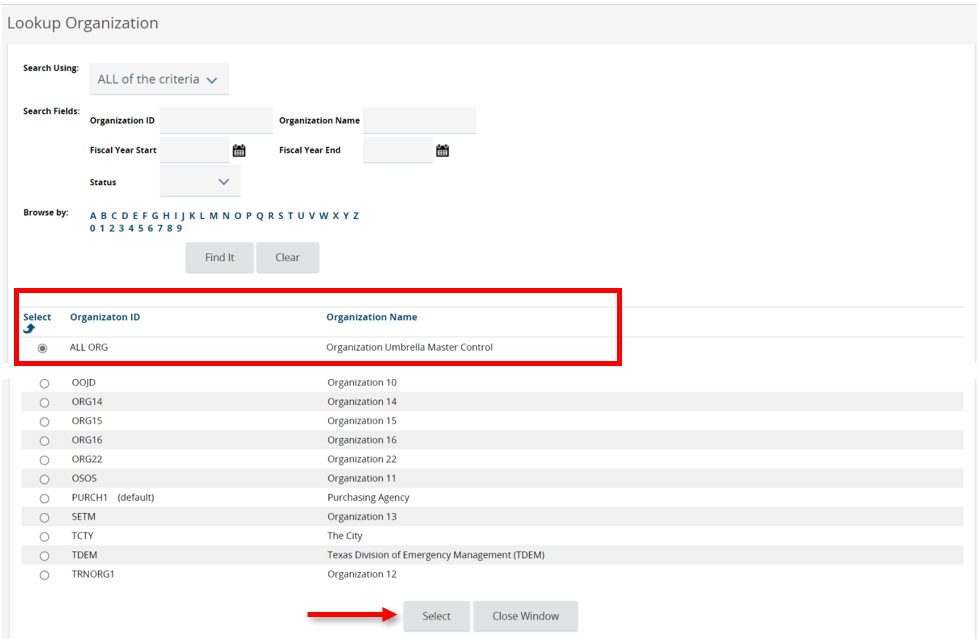 Lookup Organization
Search Using:
ALL of the criteria
Search Fields:
Organization ID
Organization Name
Fiscal Year Start
Fiscal Year End
Status
Browse by:
A B C D E F G H I J K L M N O P Q R S T U V W X Y Z
0 1 2 3 4 5 6 7 8 9
Find It
Clear
Select
Organizaton ID
Organization Name
ALL ORG
Organization Umbrella Master Control
OOJD
Organization 10
ORG14
Organization 14
ORG15
Organization 15
ORG16
Organization 16
ORG22
Organization 22
OSOS
Organization 11
PURCH1 (default)
Purchasing Agency
SETM
Organization 13
TCTY
The City
TDEM
Texas Division of Emergency Management (TDEM)
TRNORG1
Organization 12
Select
Close Window